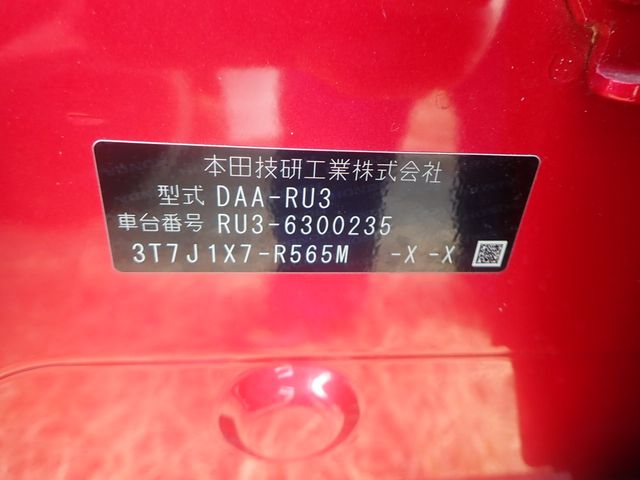 本田技研工業株式会社
型式 DAA-RU3
車台番号 RU3-6300235
3T7J1X7-R565M -X -X